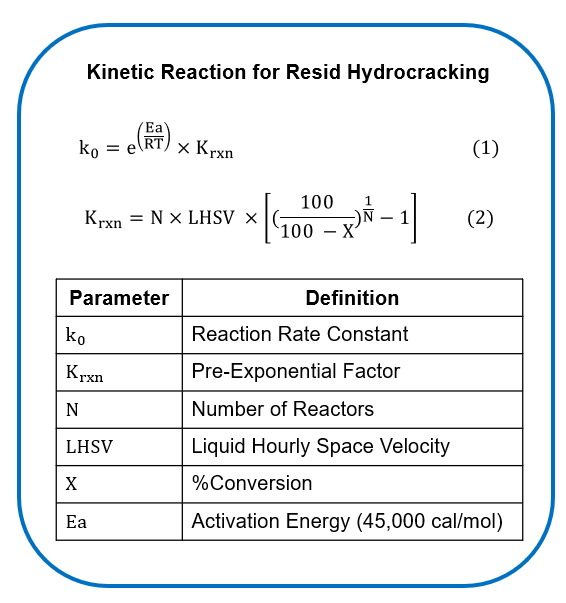 Kinetic Reaction for Resid Hydrocracking
k₀ = e^(Ea/RT) × Kᵣₓₙ (1)
Kᵣₓₙ = N × LHSV × [(100/100 − X)^1/N − 1] (2)
Parameter Definition
k₀ Reaction Rate Constant
Kᵣₓₙ Pre-Exponential Factor
N Number of Reactors
LHSV Liquid Hourly Space Velocity
X %Conversion
Ea Activation Energy (45,000 cal/mol)